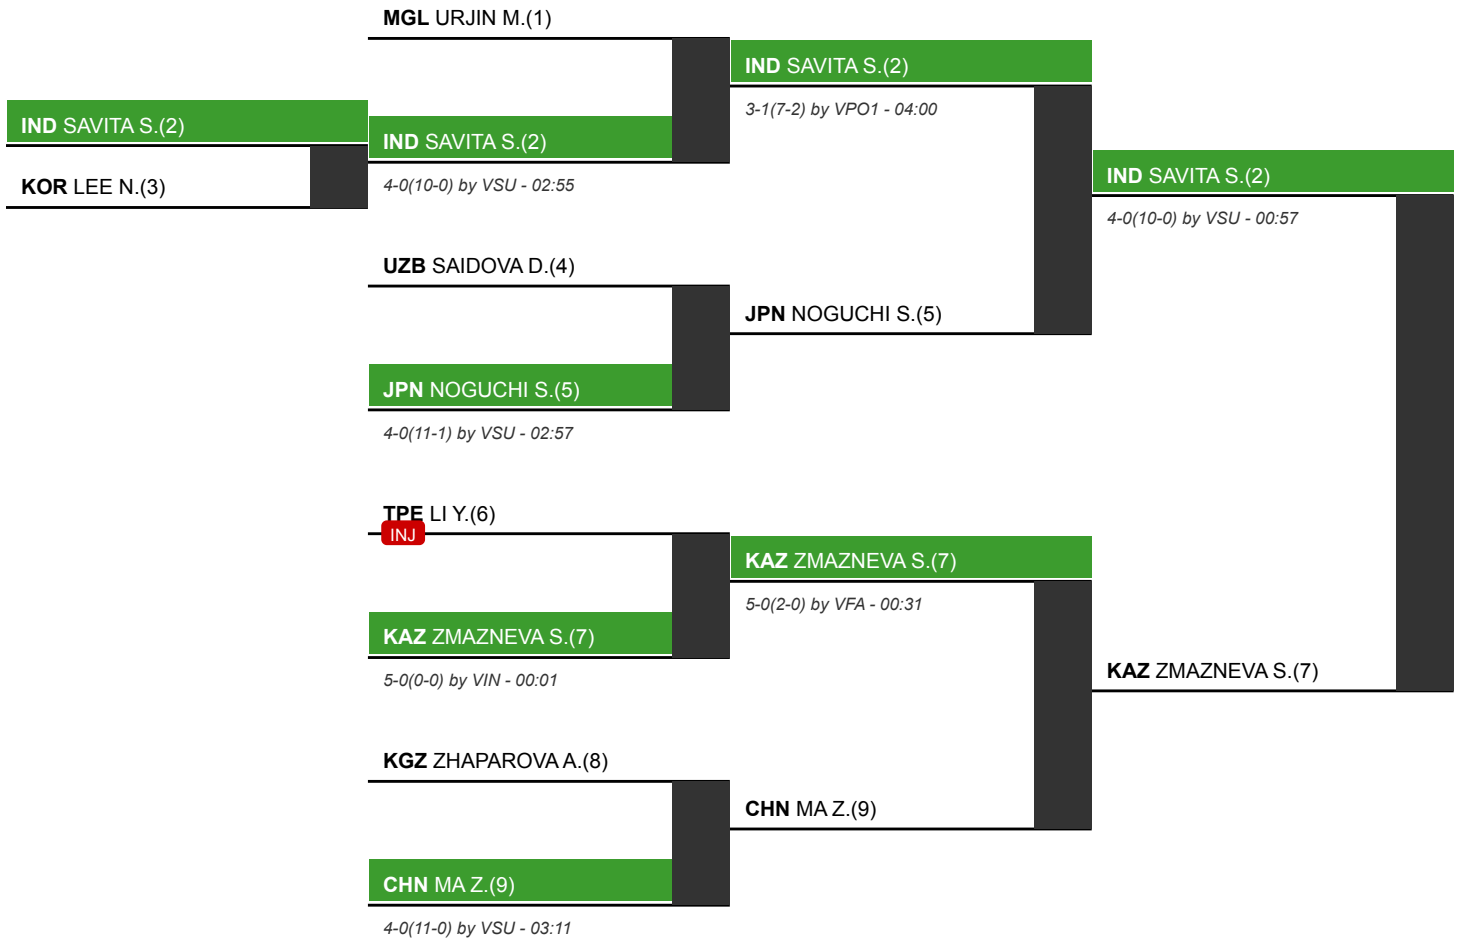 IND SAVITA S.(2)
KOR LEE N.(3)
MGL URJIN M.(1)
IND SAVITA S.(2)
4-0(10-0) by VSU - 02:55
UZB SAIDOVA D.(4)
JPN NOGUCHI S.(5)
4-0(11-1) by VSU - 02:57
TPE LI Y.(6)
INJ
KAZ ZMAZNEVA S.(7)
5-0(0-0) by VIN - 00:01
KGZ ZHAPAROVA A.(8)
CHN MA Z.(9)
4-0(11-0) by VSU - 03:11
IND SAVITA S.(2)
3-1(7-2) by VPO1 - 04:00
JPN NOGUCHI S.(5)
KAZ ZMAZNEVA S.(7)
5-0(2-0) by VFA - 00:31
CHN MA Z.(9)
IND SAVITA S.(2)
4-0(10-0) by VSU - 00:57
KAZ ZMAZNEVA S.(7)